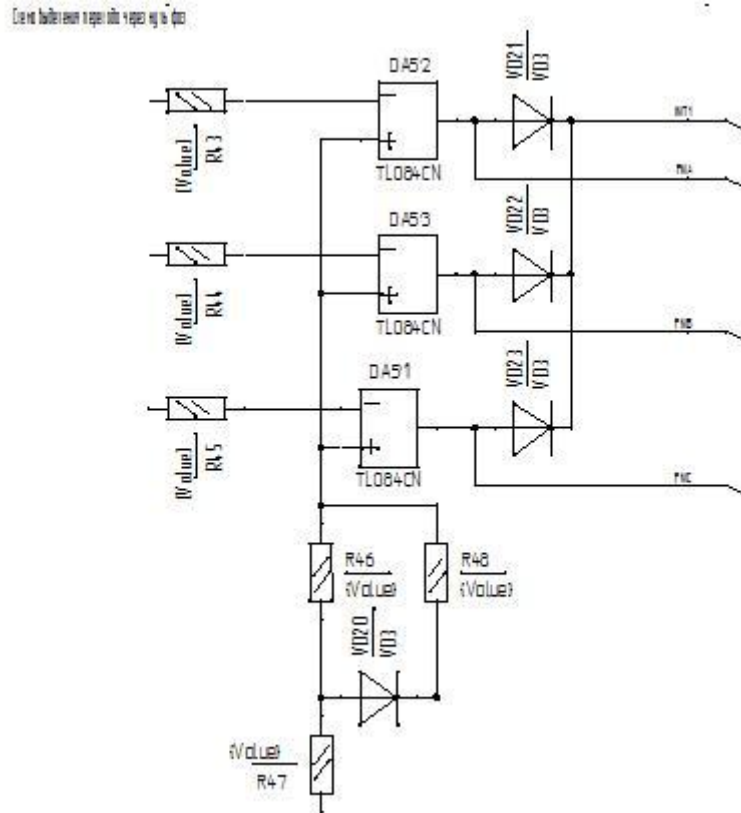 DA5:2
VD21
VD3
R43
{Value}
TL084CN
INT1
DA5:3
VD22
VD3
R44
{Value}
TL084CN
DA5:1
VD23
VD3
R45
{Value}
TL084CN
R46
{Value}
R48
{Value}
VD20
VD3
{Value}
R47